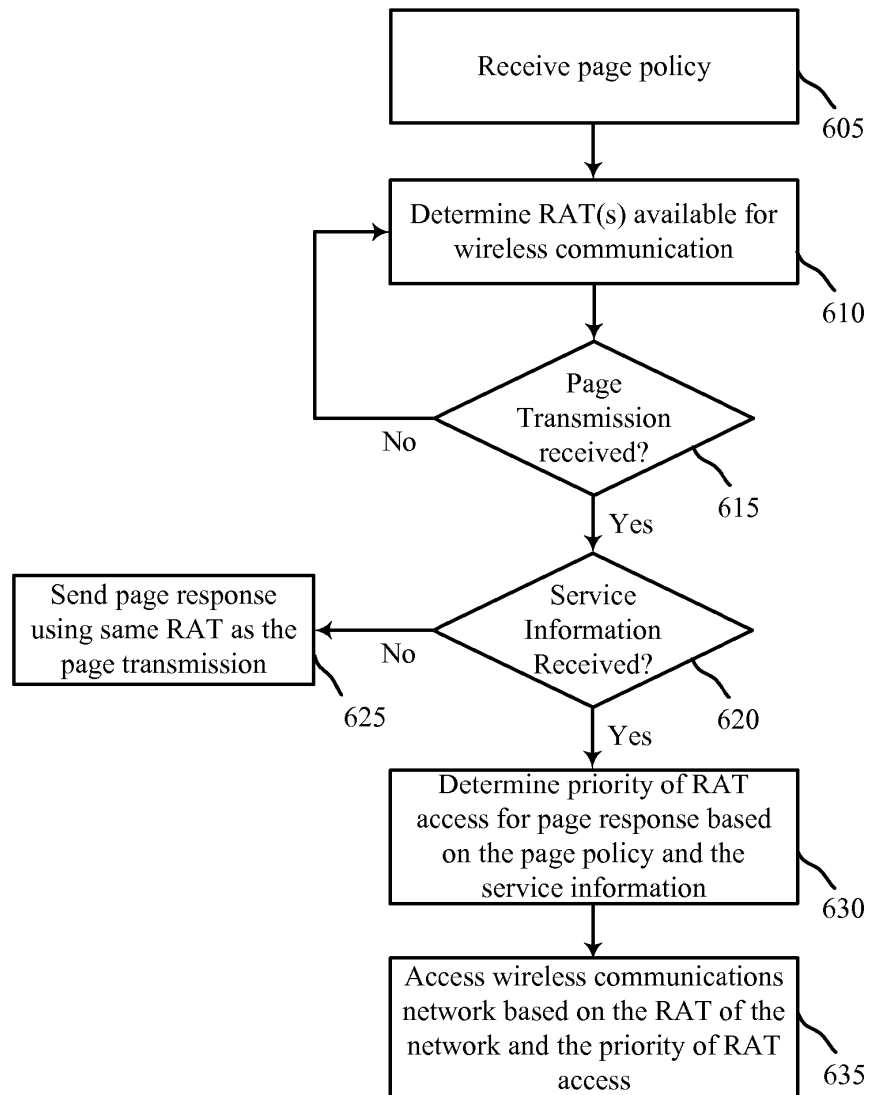 Receive page policy
605
Determine RAT(s) available for
wireless communication
610
Page
Transmission
received?
No
615
Yes
Send page response
using same RAT as the
page transmission
625
Service
Information
Received?
No
620
Yes
Determine priority of RAT
access for page response based
on the page policy and the
service information
630
Access wireless communications
network based on the RAT of the
network and the priority of RAT
access
635